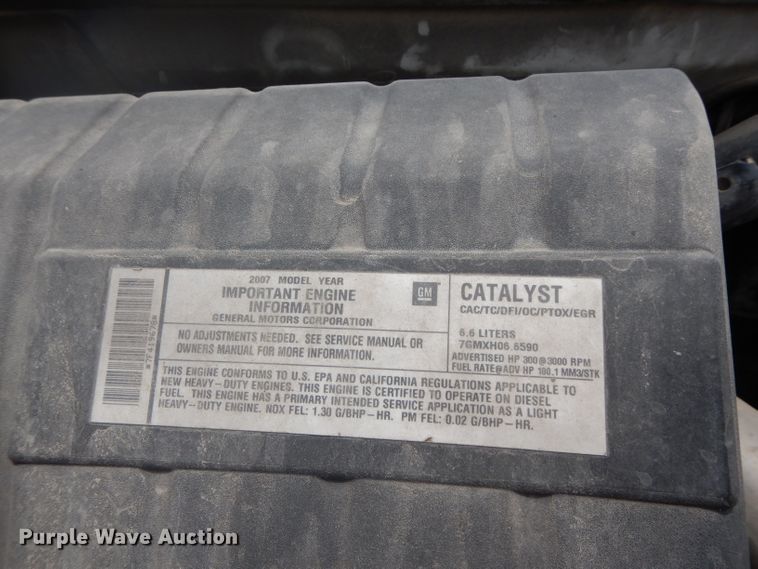 2007 MODEL YEAR
IMPORTANT ENGINE
INFORMATION
GENERAL MOTORS CORPORATION
GM
NO ADJUSTMENTS NEEDED. SEE SERVICE MANUAL OR
OWNERS MANUAL FOR MORE INFORMATION.
CATALYST
CAC/TC/DFI/OC/PTOX/EGR
6.6 LITERS
7GMXH06.6590
ADVERTISED HP 300@3000 RPM
FUEL RATE@ADV HP 100.1 MM3/STK
THIS ENGINE CONFORMS TO U.S. EPA AND CALIFORNIA REGULATIONS APPLICABLE TO
NEW HEAVY-DUTY ENGINES. THIS ENGINE IS CERTIFIED TO OPERATE ON DIESEL
FUEL. THIS ENGINE HAS A PRIMARY INTENDED SERVICE APPLICATION AS A LIGHT
HEAVY-DUTY ENGINE. NOX FEL: 1.30 G/BHP-HR. PM FEL: 0.02 G/BHP-HR.
Purple Wave Auction